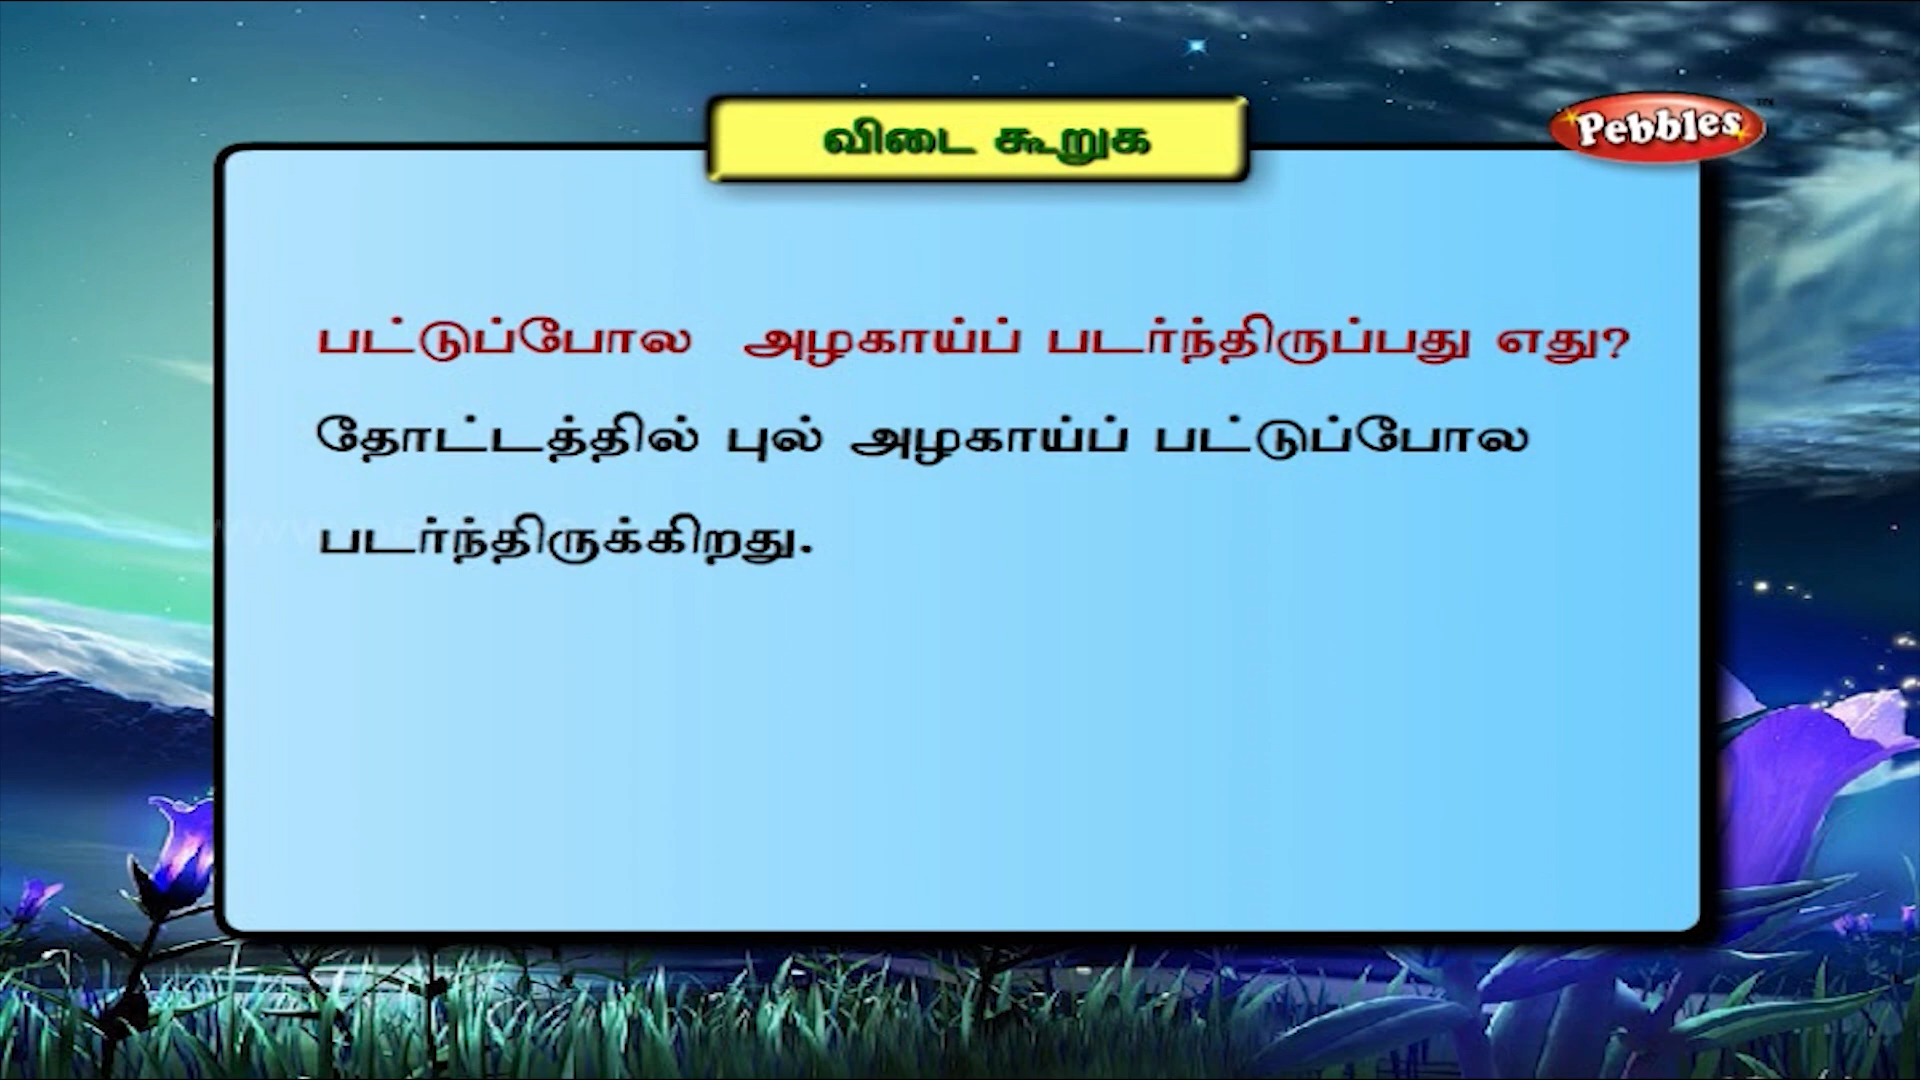 விடை கூறுக
Pebbles
பட்டுப்போல அழகாய்ப் படர்ந்திருப்பது எது?
தோட்டத்தில் புல் அழகாய்ப் பட்டுப்போல
படர்ந்திருக்கிறது.